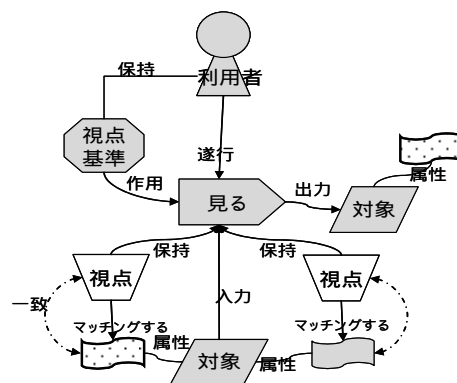 保持
利用者
視点
基準
遂行
作用
見る
出力
属性
対象
保持
保持
視点
視点
一致
入力
マッチングする
マッチングする
属性
対象
属性